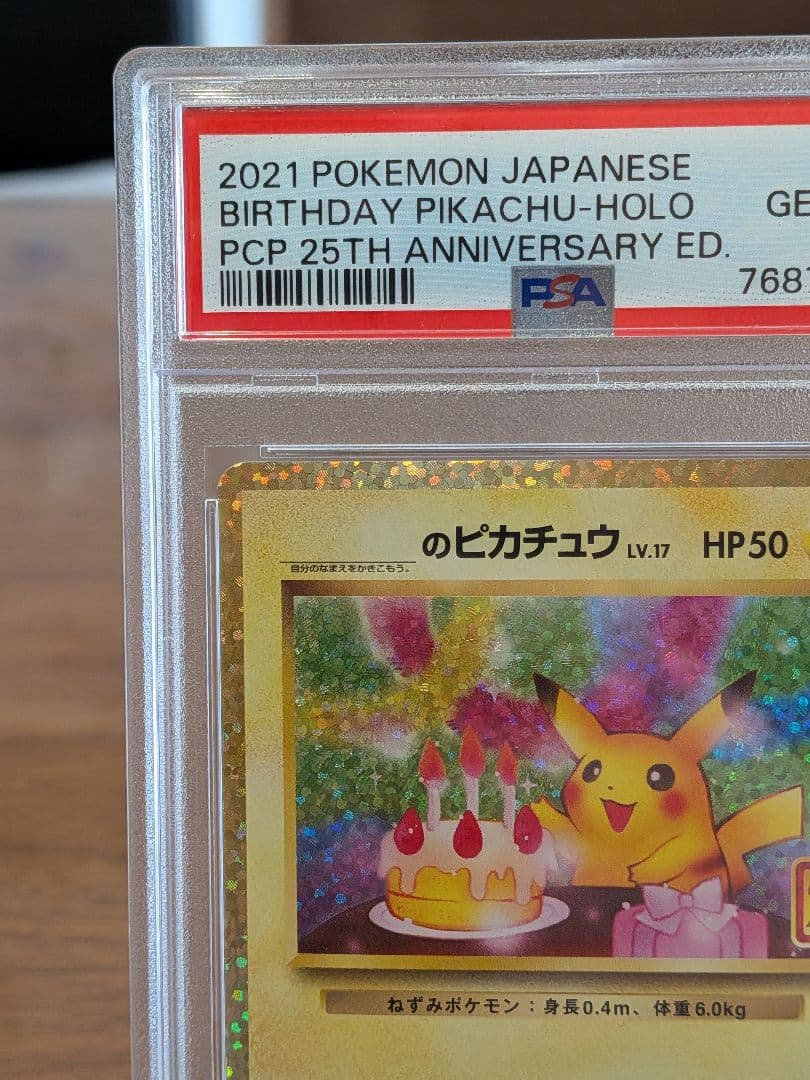 2021 POKEMON JAPANESE
BIRTHDAY PIKACHU-HOLO GE
PCP 25TH ANNIVERSARY ED.
PSA 7687
のピカチュウ LV.17 HP50
自分のなまえをかきこもう。
ねずみポケモン：身長0.4m、体重6.0kg